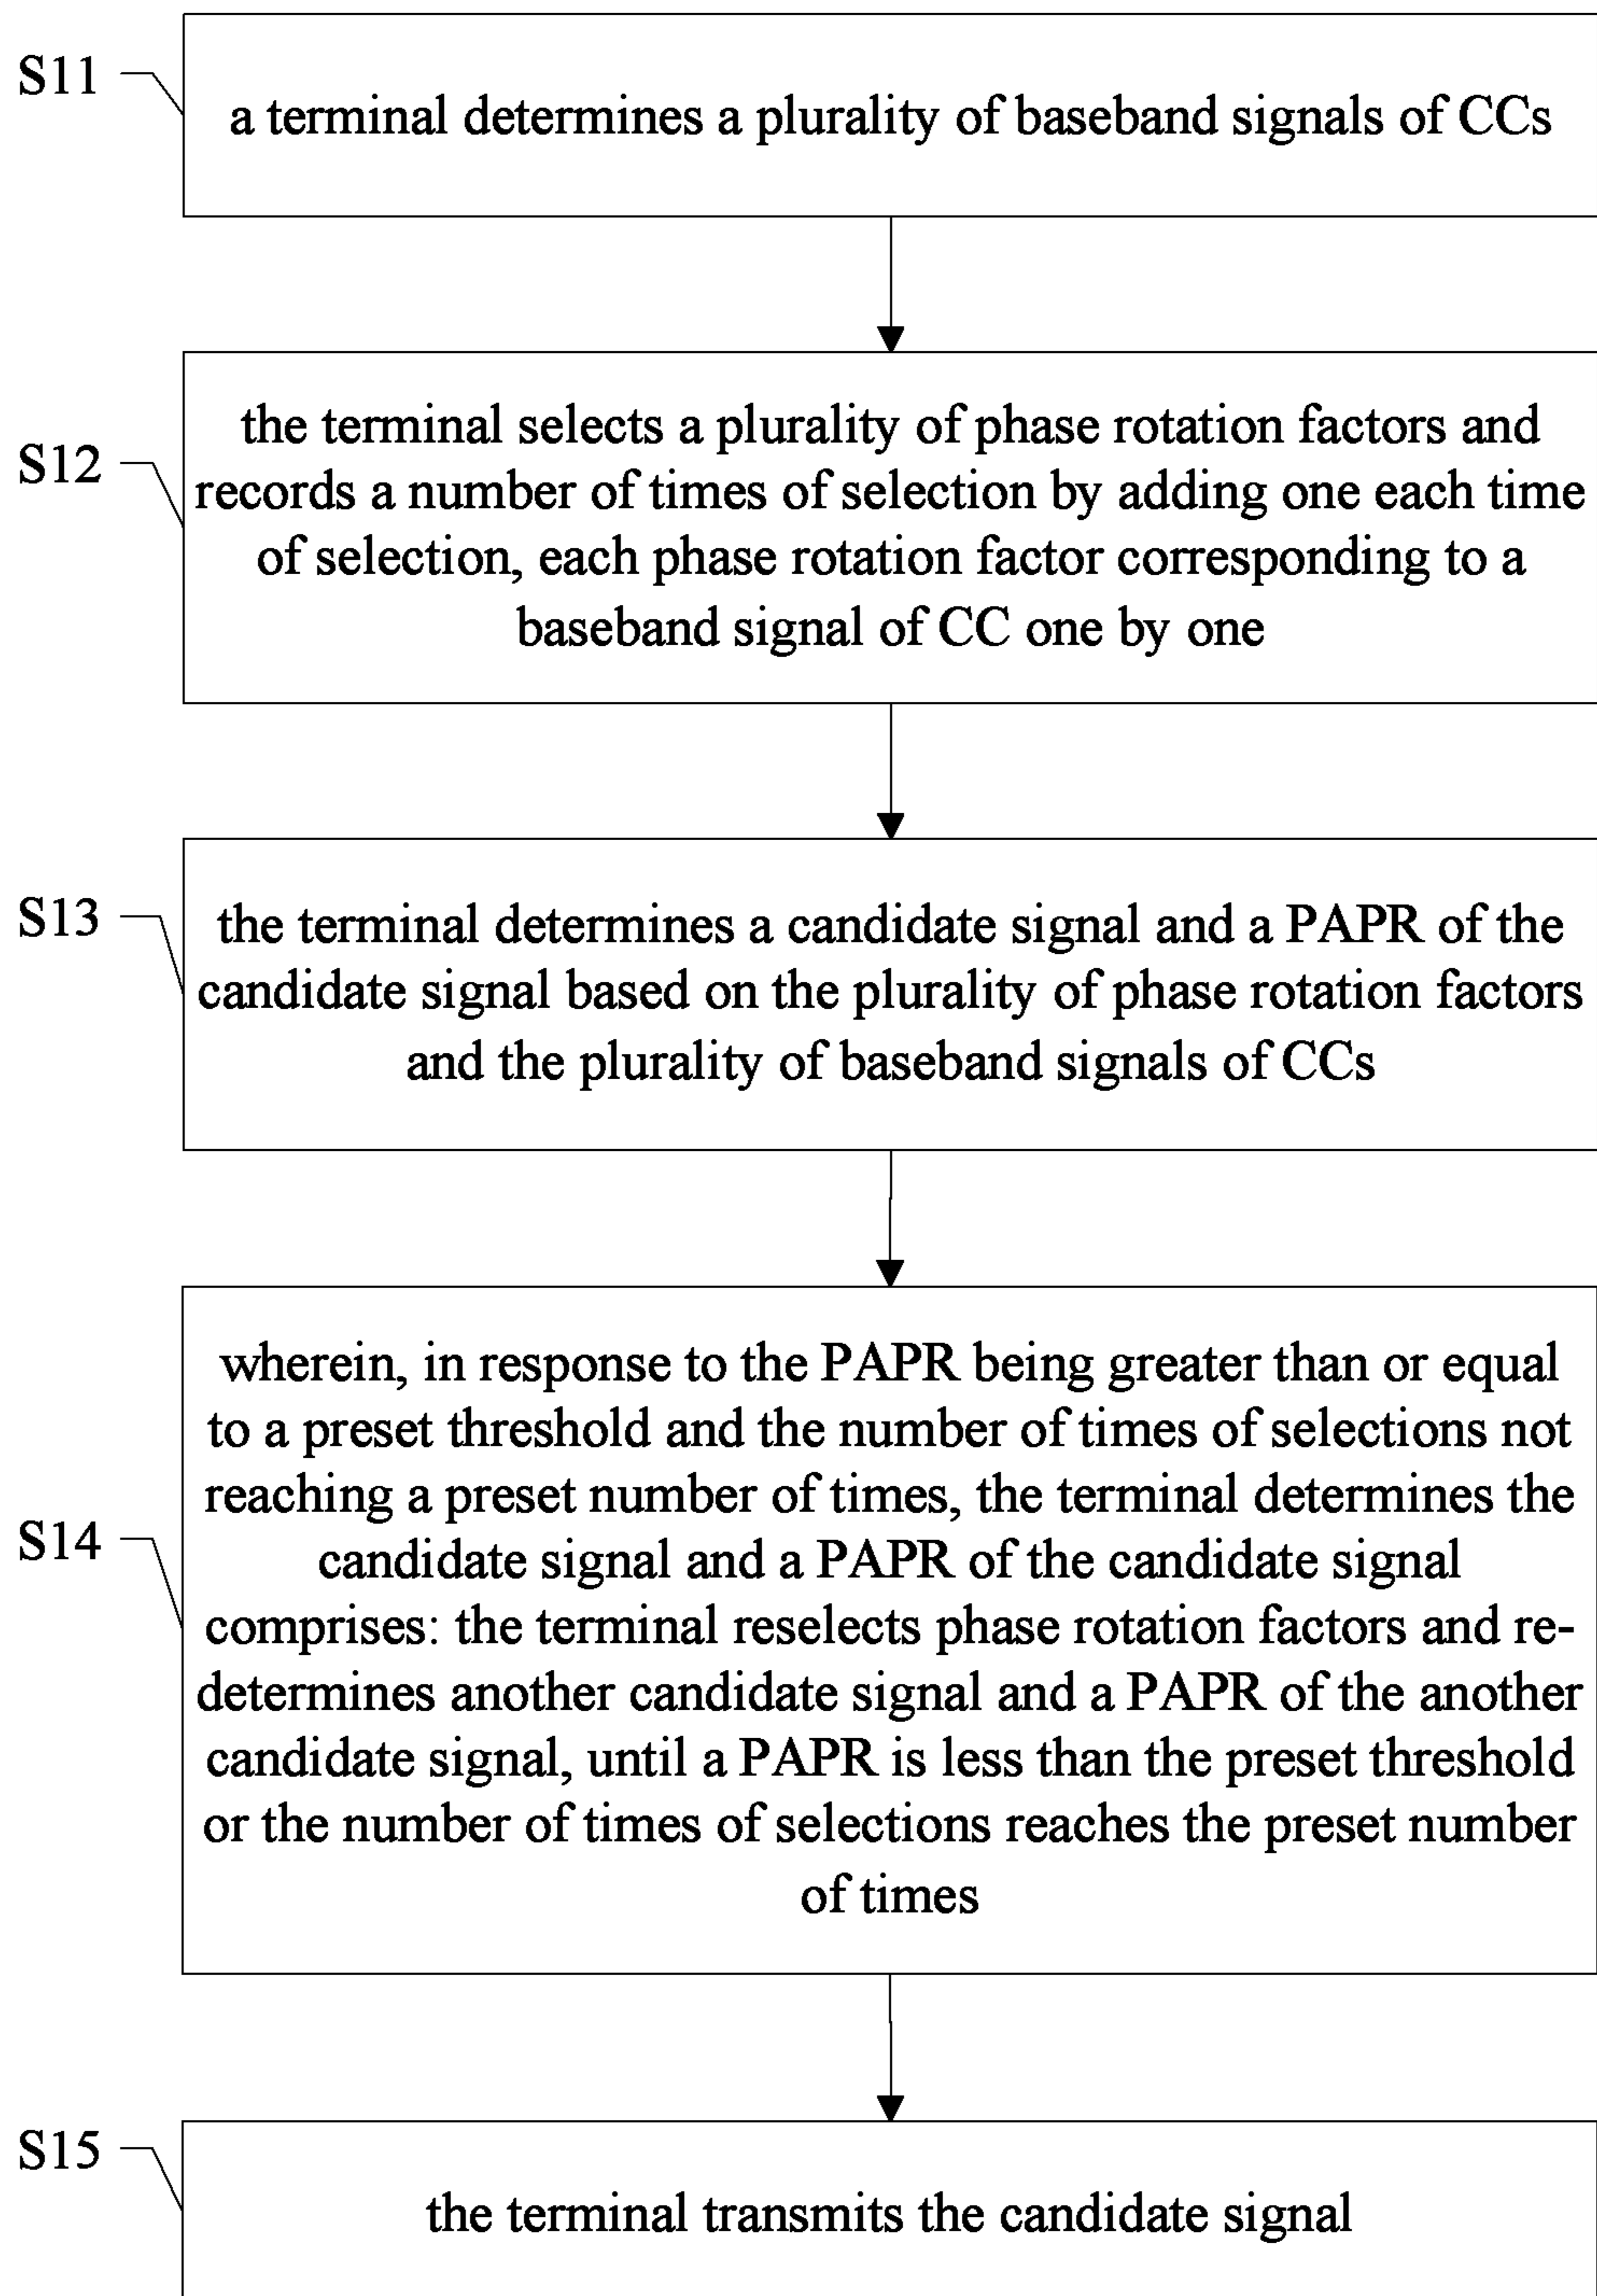 S11
a terminal determines a plurality of baseband signals of CCs
S12
the terminal selects a plurality of phase rotation factors and
records a number of times of selection by adding one each time
of selection, each phase rotation factor corresponding to a
baseband signal of CC one by one
S13
the terminal determines a candidate signal and a PAPR of the
candidate signal based on the plurality of phase rotation factors
and the plurality of baseband signals of CCs
S14
wherein, in response to the PAPR being greater than or equal
to a preset threshold and the number of times of selections not
reaching a preset number of times, the terminal determines the
candidate signal and a PAPR of the candidate signal
comprises: the terminal reselects phase rotation factors and re-
determines another candidate signal and a PAPR of the another
candidate signal, until a PAPR is less than the preset threshold
or the number of times of selections reaches the preset number
of times
S15
the terminal transmits the candidate signal